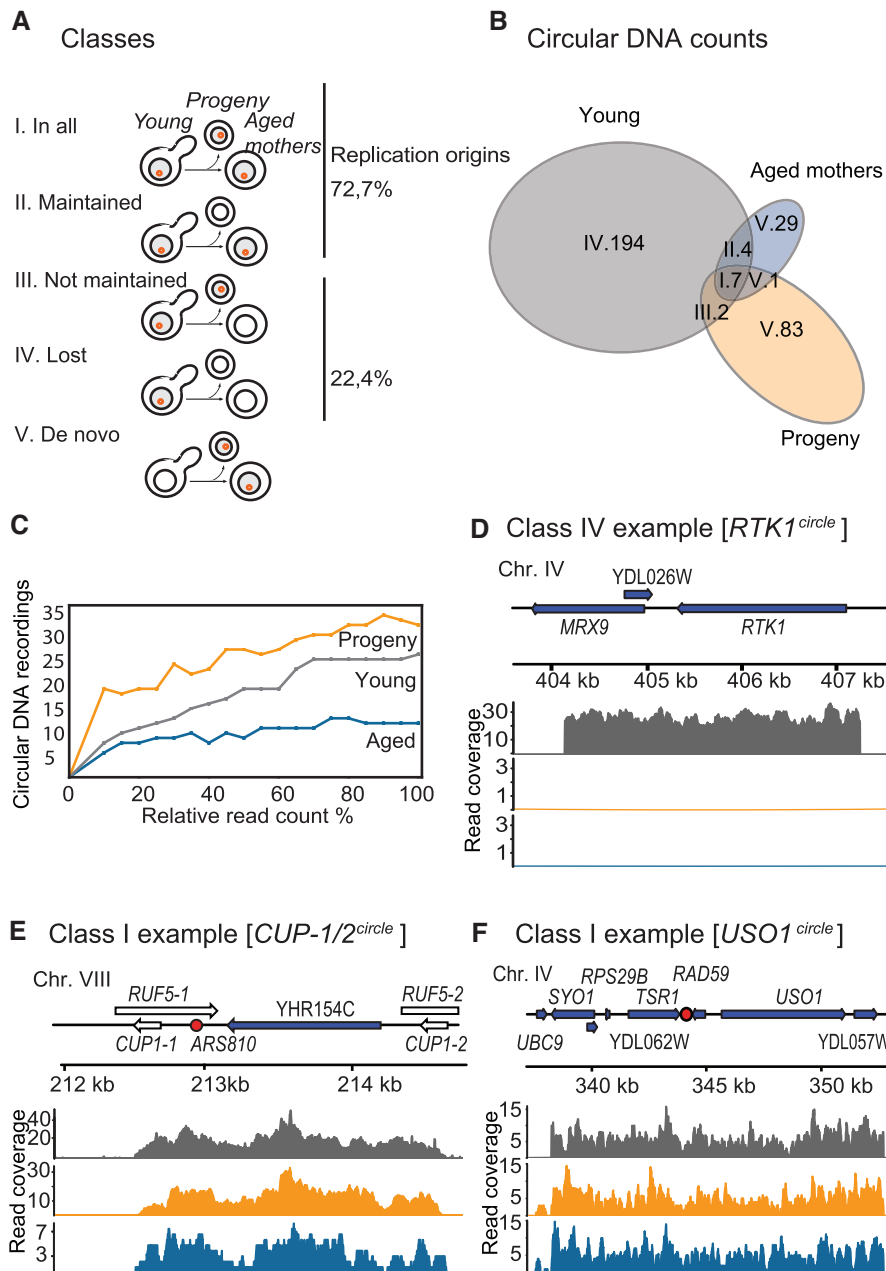 A Classes
I. In all
Young
Progeny
Aged mothers
II. Maintained
III. Not maintained
IV. Lost
V. De novo
Replication origins
72,7%
22,4%
B Circular DNA counts
Young
Aged mothers
IV.194
V.29
II.4
I.7
V.1
III.2
V.83
Progeny
C
Circular DNA recordings
35
30
25
20
15
10
5
Progeny
Young
Aged
0 20 40 60 80 100
Relative read count %
D Class IV example [RTK1 circle]
Chr. IV
YDL026W
MRX9 RTK1
404 kb 405 kb 406 kb 407 kb
Read coverage
30
10
3
1
3
1
E Class I example [CUP-1/2 circle]
Chr. VIII
RUF5-1 YHR154C RUF5-2
CUP1-1 ARS810 CUP1-2
212 kb 213kb 214 kb
Read coverage
40
20
30
10
7
3
F Class I example [USO1 circle]
Chr. IV
RPS29B RAD59
SYO1 TSR1 USO1
UBC9 YDL062W YDL057W
340 kb 345 kb 350 kb
Read coverage
15
5
15
5
15
5